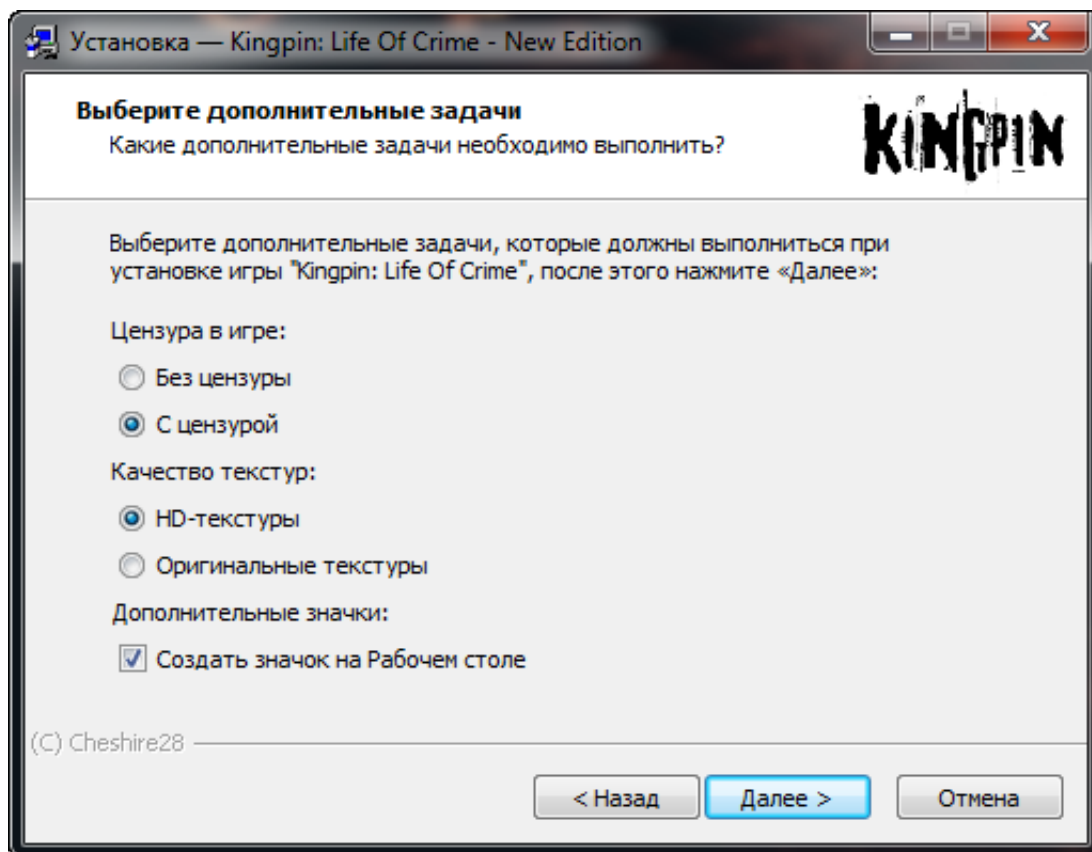 Установка — Kingpin: Life Of Crime - New Edition
Выберите дополнительные задачи
Какие дополнительные задачи необходимо выполнить?
KINGPIN
Выберите дополнительные задачи, которые должны выполниться при
установке игры "Kingpin: Life Of Crime", после этого нажмите «Далее»:
Цензура в игре:
Без цензуры
С цензурой
Качество текстур:
HD-текстуры
Оригинальные текстуры
Дополнительные значки:
Создать значок на Рабочем столе
(C) Cheshire28
< Назад
Далее >
Отмена